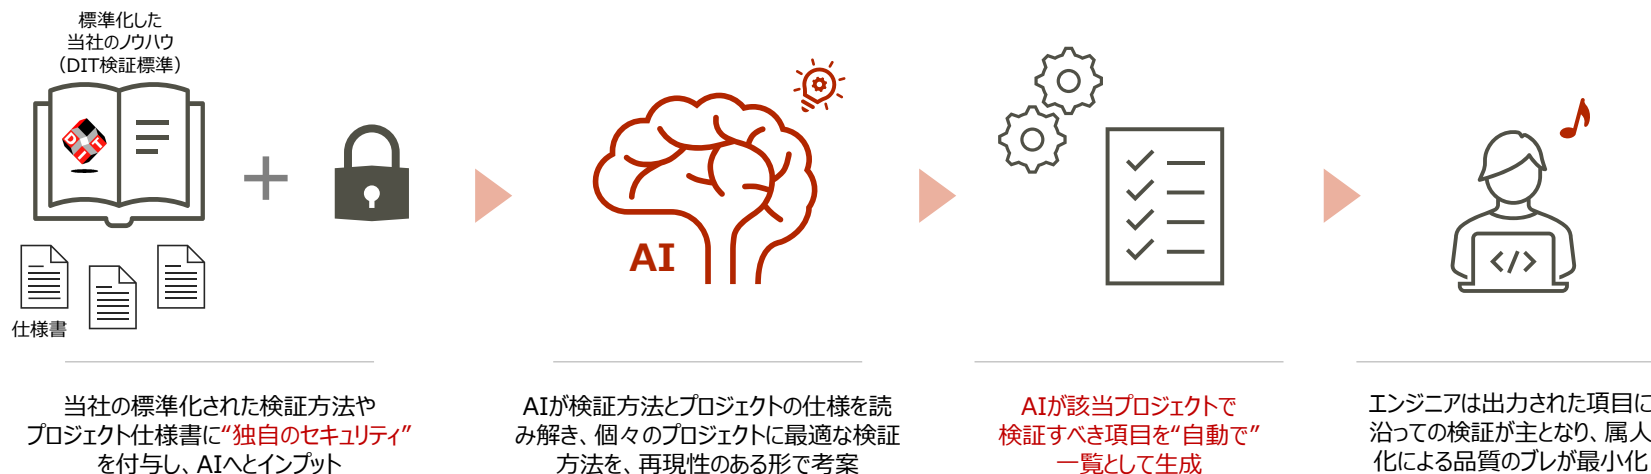 標準化した
当社のノウハウ
（DIT検証標準）
DIT
仕様書
AI
</>
当社の標準化された検証方法や
プロジェクト仕様書に“独自のセキュリティ”
を付与し、AIへとインプット
AIが検証方法とプロジェクトの仕様を読
み解き、個々のプロジェクトに最適な検証
方法を、再現性のある形で考案
AIが該当プロジェクトで
検証すべき項目を“自動で”
一覧として生成
エンジニアは出力された項目に
沿っての検証が主となり、属人
化による品質のブレが最小化